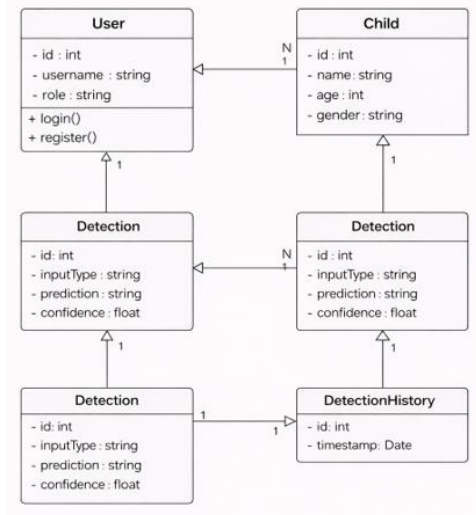 User
- id : int
- username : string
- role : string
+ login()
+ register()
N
1
Child
- id : int
- name : string
- age : int
- gender : string
1
1
Detection
- id: int
- inputType : string
- prediction : string
- confidence : float
N
1
Detection
- id : int
- inputType : string
- prediction : string
- confidence : float
1
1
Detection
- id: int
- inputType : string
- prediction : string
- confidence : float
1
1
DetectionHistory
- id: int
- timestamp: Date